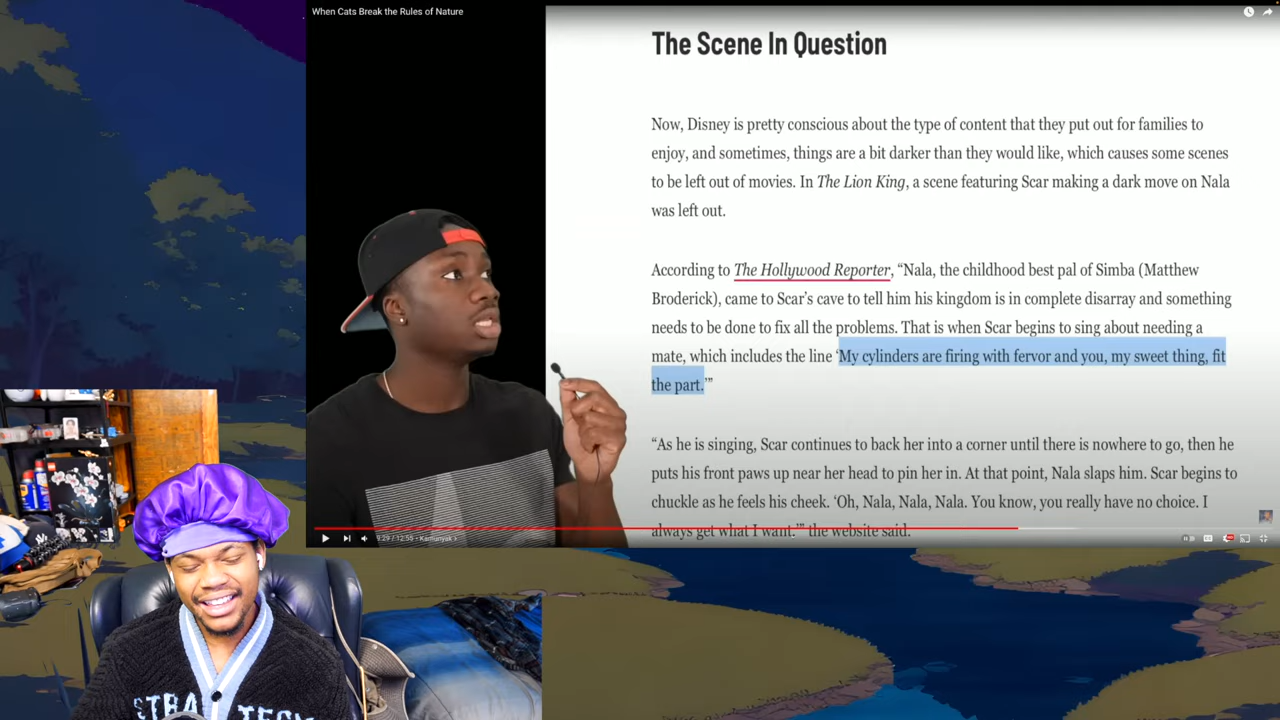 When Cats Break the Rules of Nature
The Scene In Question
Now, Disney is pretty conscious about the type of content that they put out for families to
enjoy, and sometimes, things are a bit darker than they would like, which causes some scenes
to be left out of movies. In The Lion King, a scene featuring Scar making a dark move on Nala
was left out.
According to The Hollywood Reporter, “Nala, the childhood best pal of Simba (Matthew
Broderick), came to Scar’s cave to tell him his kingdom is in complete disarray and something
needs to be done to fix all the problems. That is when Scar begins to sing about needing a
mate, which includes the line ‘My cylinders are firing with fervor and you, my sweet thing, fit
the part.’”
“As he is singing, Scar continues to back her into a corner until there is nowhere to go, then he
puts his front paws up near her head to pin her in. At that point, Nala slaps him. Scar begins to
chuckle as he feels his cheek. ‘Oh, Nala, Nala, Nala. You know, you really have no choice. I
always get what I want.’” the website said.
9:29 / 12:55